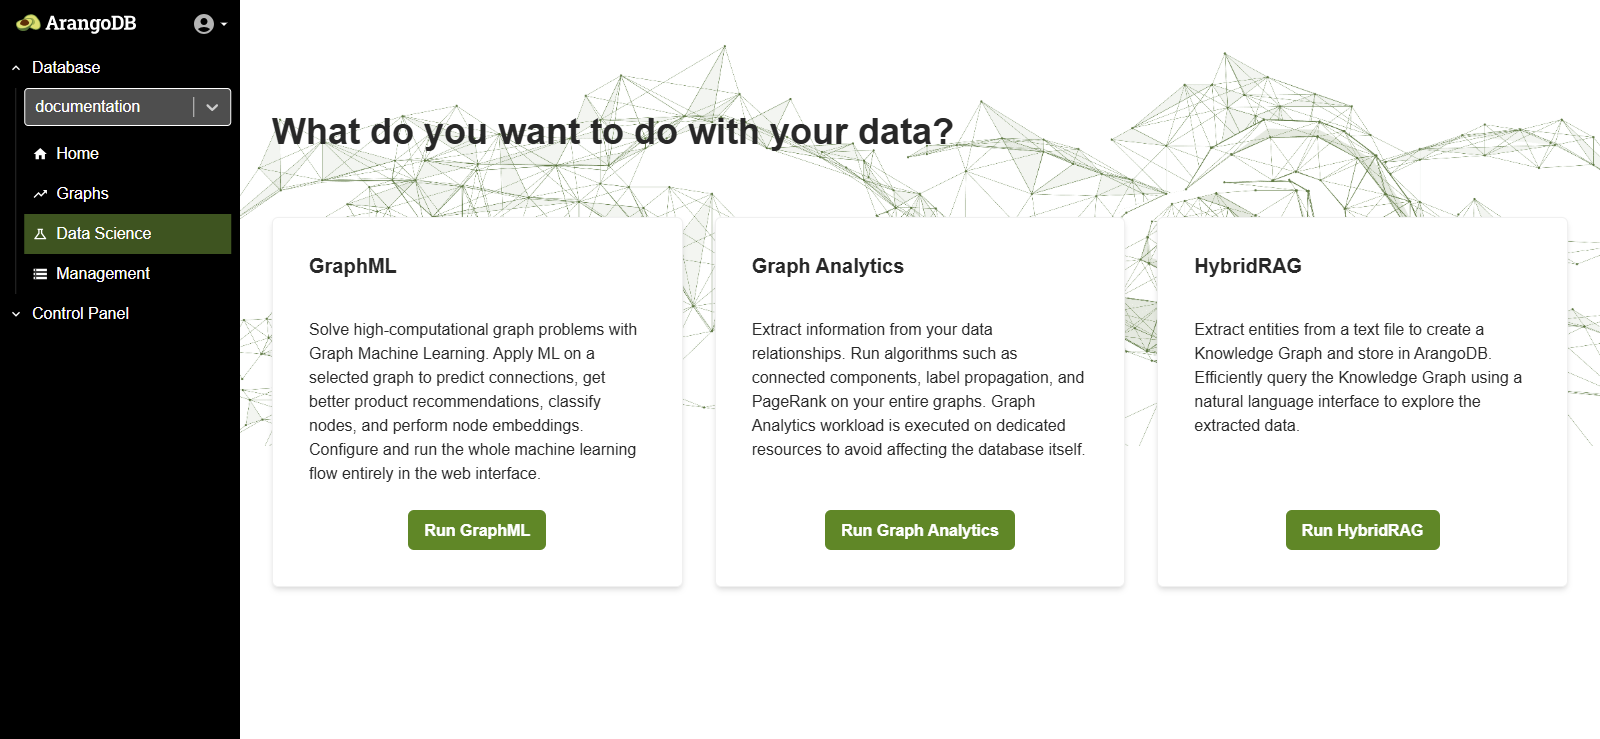 ArangoDB
Database
documentation
Home
Graphs
Data Science
Management
Control Panel
What do you want to do with your data?
GraphML
Solve high-computational graph problems with
Graph Machine Learning. Apply ML on a
selected graph to predict connections, get
better product recommendations, classify
nodes, and perform node embeddings.
Configure and run the whole machine learning
flow entirely in the web interface.
Run GraphML
Graph Analytics
Extract information from your data
relationships. Run algorithms such as
connected components, label propagation, and
PageRank on your entire graphs. Graph
Analytics workload is executed on dedicated
resources to avoid affecting the database itself.
Run Graph Analytics
HybridRAG
Extract entities from a text file to create a
Knowledge Graph and store in ArangoDB.
Efficiently query the Knowledge Graph using a
natural language interface to explore the
extracted data.
Run HybridRAG